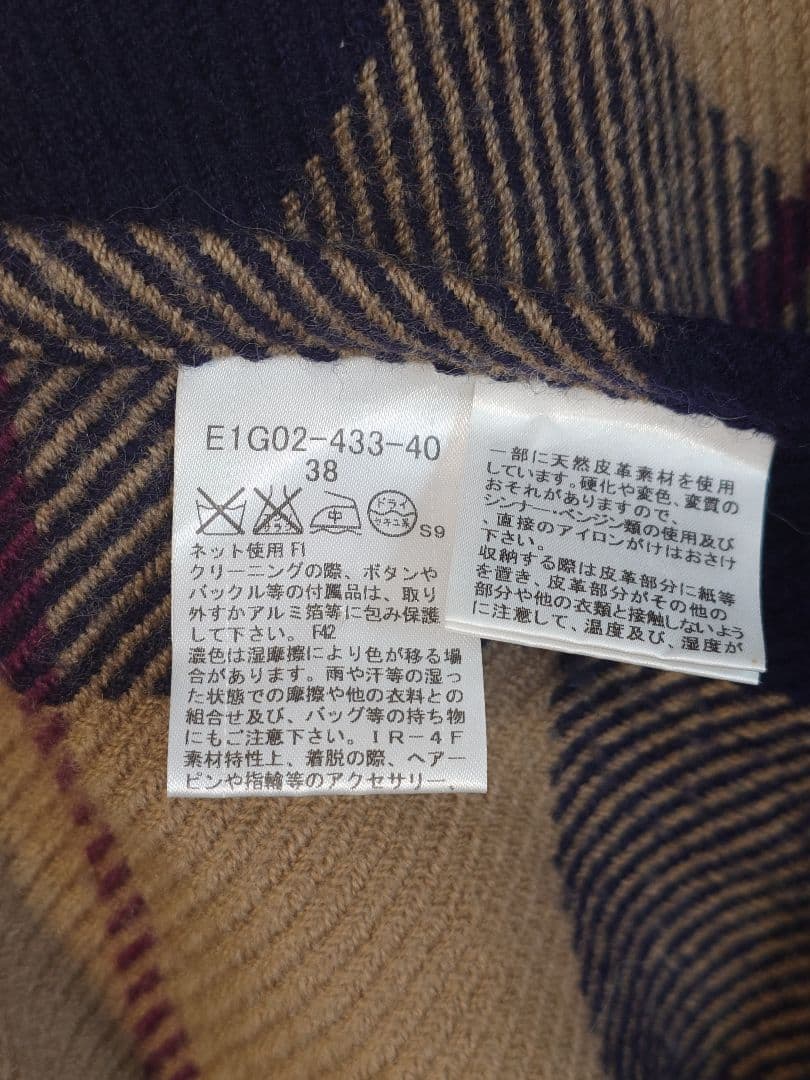 E1G02-433-40
38
エンソ
サラシ
中
ドライ
セキユ系
S9
ネット使用 F1
クリーニングの際、ボタンや
バックル等の付属品は、取り
外すかアルミ箔等に包み保護
して下さい。 F42
濃色は湿摩擦により色が移る場
合があります。雨や汗等の湿っ
た状態での摩擦や他の衣料との
組合せ及び、バッグ等の持ち物
にもご注意下さい。IR-4F
素材特性上、着脱の際、ヘアー
ピンや指輪等のアクセサリー、
一部に天然皮革素材を使用
しています。硬化や変色、変質の
おそれがありますので、
シンナー・ベンジン類の使用及び
、直接のアイロンがけはおさけ
下さい。
収納する際は皮革部分に紙等
を置き、皮革部分がその他の
部分や他の衣類と接触しないよう
に注意して、温度及び、湿度が